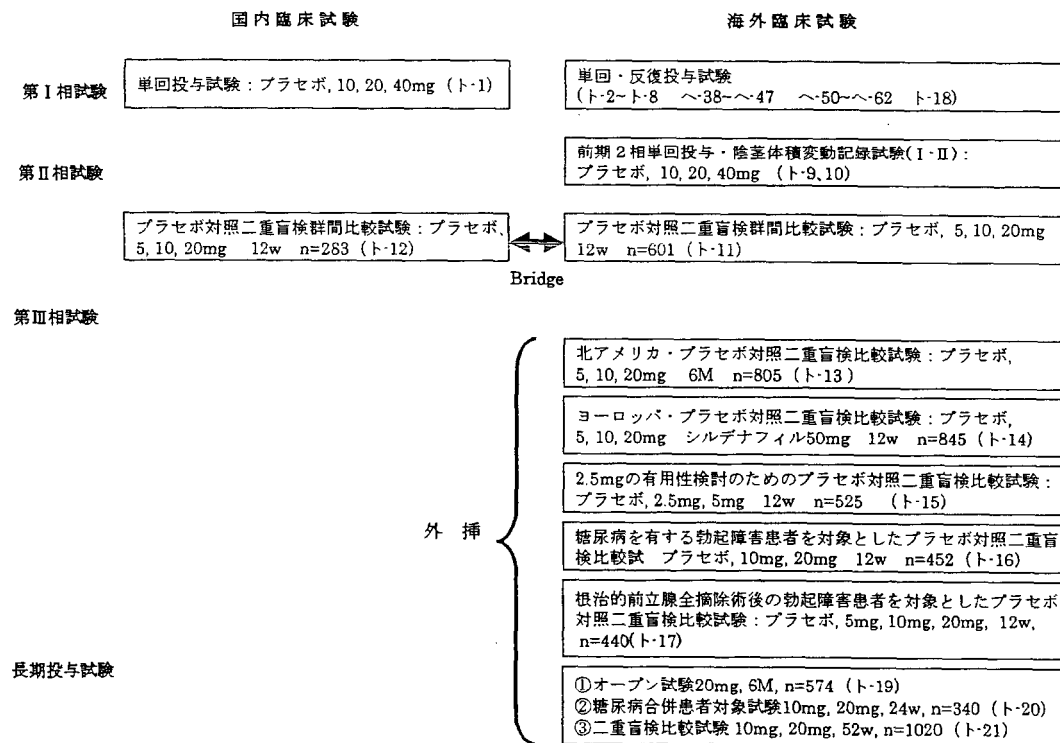 国内臨床試験
海外臨床試験
第Ⅰ相試験
単回投与試験：プラセボ, 10, 20, 40mg (ト-1)
単回・反復投与試験
(ト-2~ト-8 へ-38~へ-47 へ-50~へ-62 ト-18)
第Ⅱ相試験
前期２相単回投与・陰茎体積変動記録試験(Ⅰ-Ⅱ)：
プラセボ, 10, 20, 40mg (ト-9、10)
プラセボ対照二重盲検群間比較試験：プラセボ、
5, 10, 20mg 12w n=283 (ト-12)
Bridge
プラセボ対照二重盲検群間比較試験：プラセボ, 5, 10, 20mg
12w n=601 (ト-11)
第Ⅲ相試験
外挿
北アメリカ・プラセボ対照二重盲検比較試験：プラセボ,
5, 10, 20mg 6M n=805 (ト-13)
ヨーロッパ・プラセボ対照二重盲検比較試験：プラセボ,
5, 10, 20mg シルデナフィル50mg 12w n=845 (ト-14)
2.5mgの有用性検討のためのプラセボ対照二重盲検比較試験：
プラセボ, 2.5mg, 5mg 12w n=525 (ト-15)
糖尿病を有する勃起障害患者を対象としたプラセボ対照二重盲
検比較試 プラセボ, 10mg, 20mg 12w n=452 (ト-16)
根治的前立腺全摘除術後の勃起障害患者を対象としたプラセボ
対照二重盲検比較試験：プラセボ, 5mg, 10mg, 20mg, 12w,
n=440(ト-17)
長期投与試験
①オープン試験20mg, 6M, n=574 (ト-19)
②糖尿病合併患者対象試験10mg, 20mg, 24w, n=340 (ト-20)
③二重盲検比較試験 10mg, 20mg, 52w, n=1020 (ト-21)